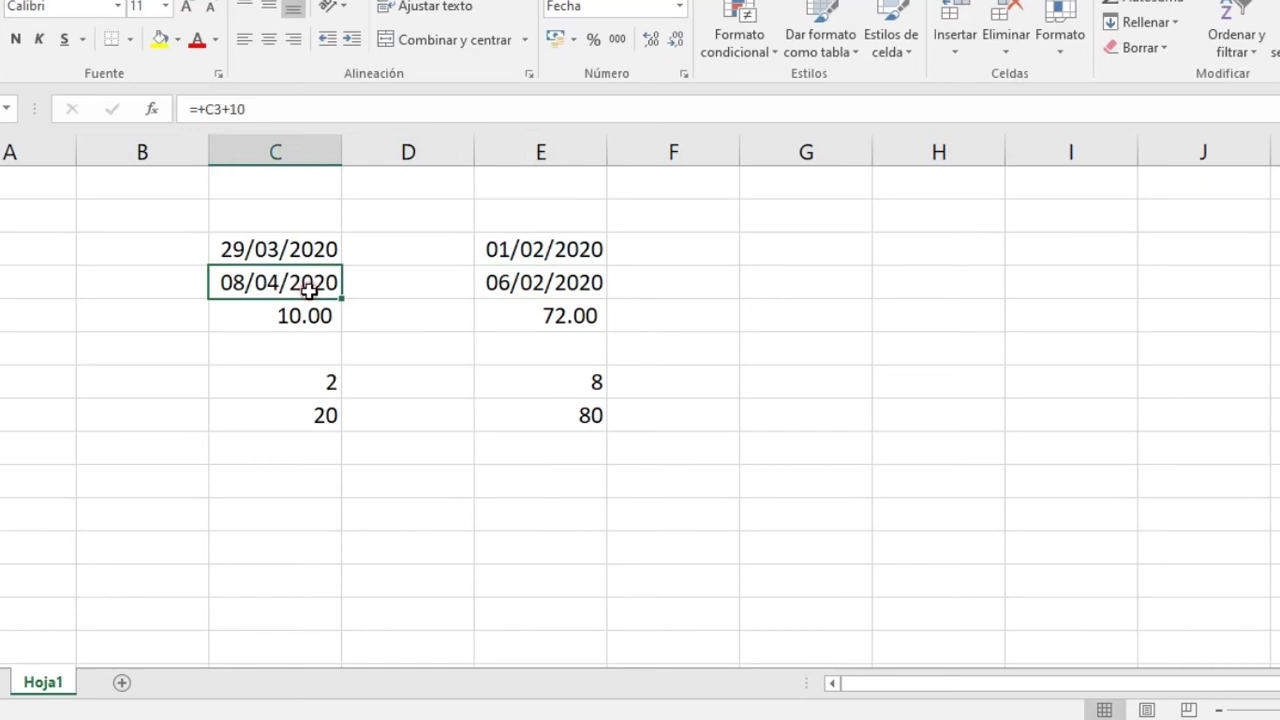 Calibri 11 A A Ajustar texto Fecha
N K S A Combinar y centrar % 000 Formato condicional Dar formato como tabla Estilos de celda Insertar Eliminar Formato Rellenar Borrar Ordenar y filtrar
Fuente Alineación Número Estilos Celdas Modificar
fx =+C3+10
A B C D E F G H I J
29/03/2020 01/02/2020
08/04/2020 06/02/2020
10.00 72.00
2 8
20 80
Hoja1